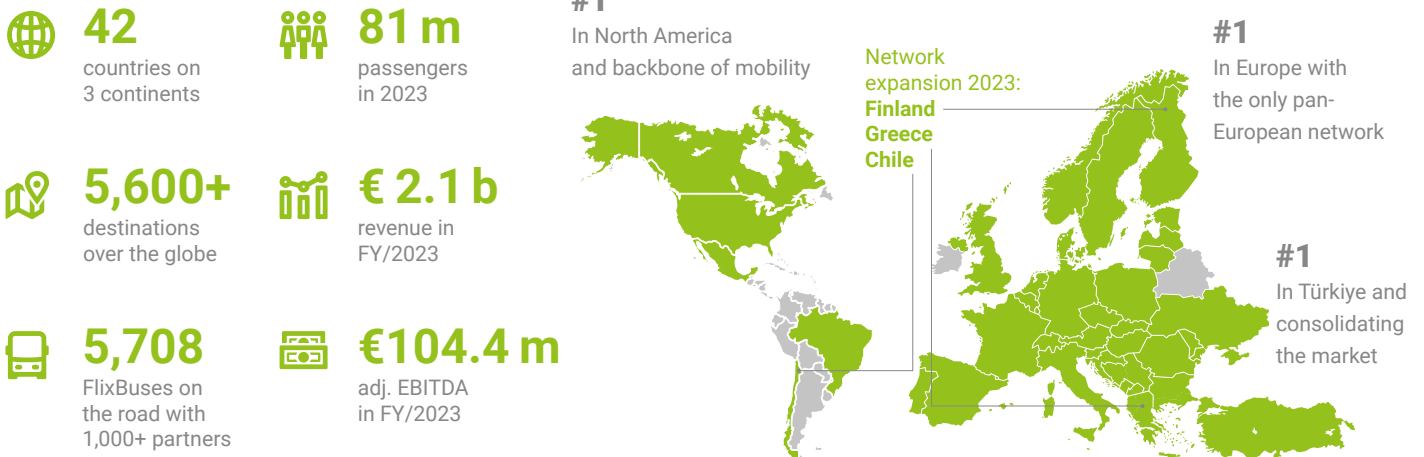 42
countries on
3 continents
81 m
passengers
in 2023
5,600+
destinations
over the globe
€ 2.1 b
revenue in
FY/2023
5,708
FlixBuses on
the road with
1,000+ partners
€104.4 m
adj. EBITDA
in FY/2023
#1
In North America
and backbone of mobility
Network
expansion 2023:
Finland
Greece
Chile
#1
In Europe with
the only pan-
European network
#1
In Türkiye and
consolidating
the market